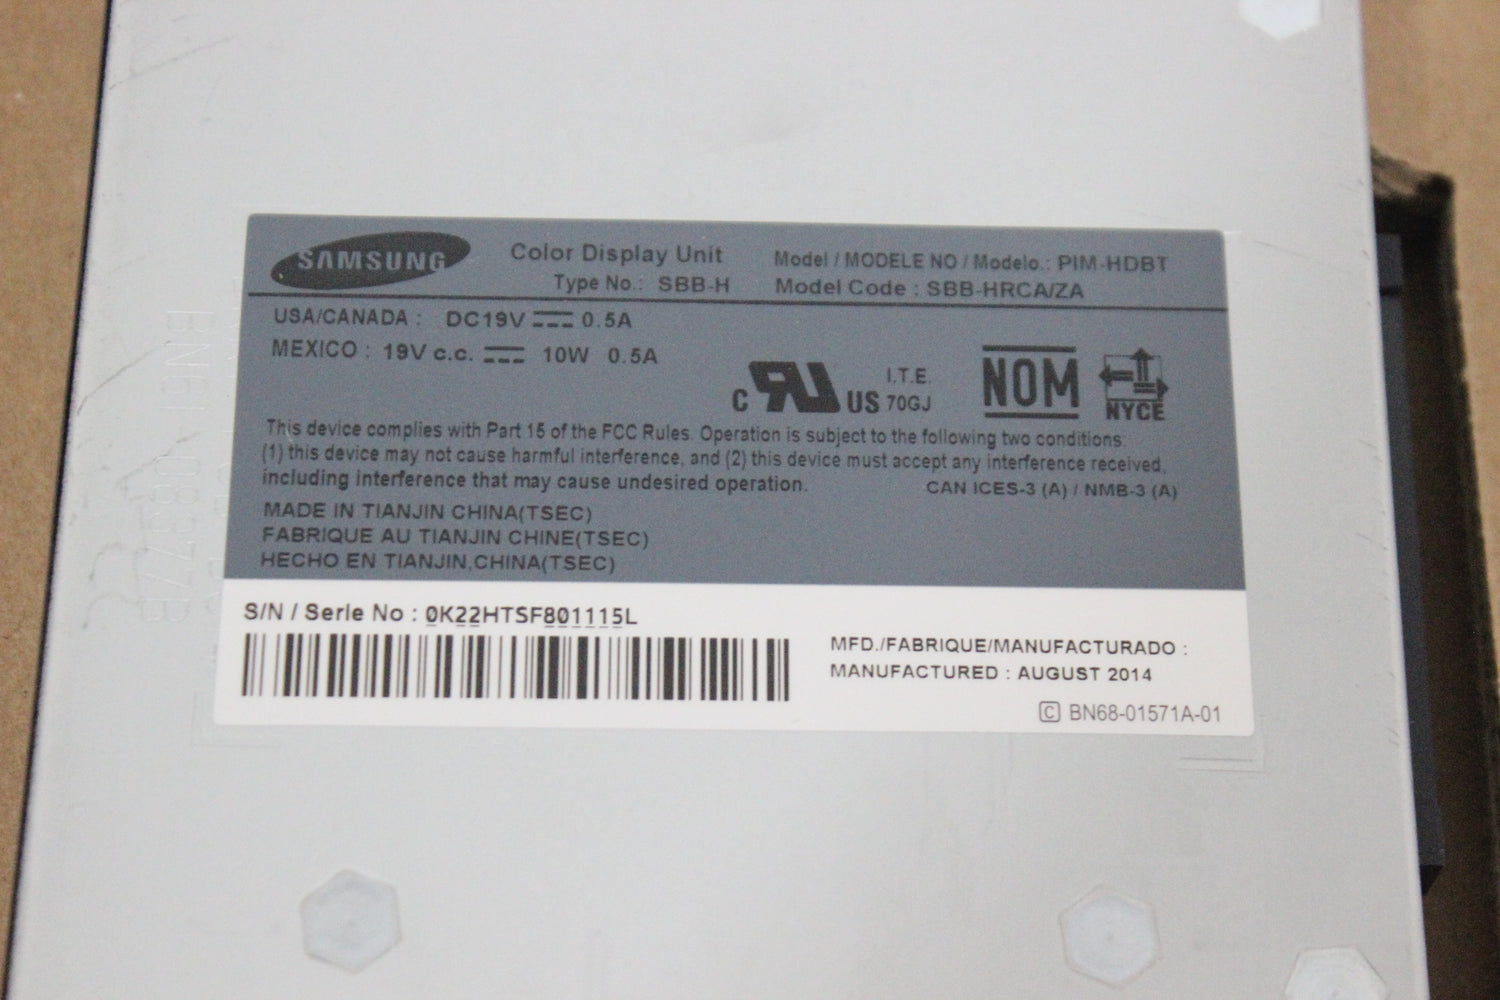 SAMSUNG
Color Display Unit
Type No.: SBB-H
Model / MODELE NO / Modelo.: PIM-HDBT
Model Code : SBB-HRCA/ZA
USA/CANADA : DC19V 0.5A
MEXICO : 19V c.c. 10W 0.5A
C RU US
I.T.E.
70GJ
NOM
NYCE
This device complies with Part 15 of the FCC Rules. Operation is subject to the following two conditions:
(1) this device may not cause harmful interference, and (2) this device must accept any interference received,
including interference that may cause undesired operation.
CAN ICES-3 (A) / NMB-3 (A)
MADE IN TIANJIN CHINA(TSEC)
FABRIQUE AU TIANJIN CHINE(TSEC)
HECHO EN TIANJIN,CHINA(TSEC)
S/N / Serie No : 0K22HTSF801115L
MFD./FABRIQUE/MANUFACTURADO :
MANUFACTURED : AUGUST 2014
C BN68-01571A-01